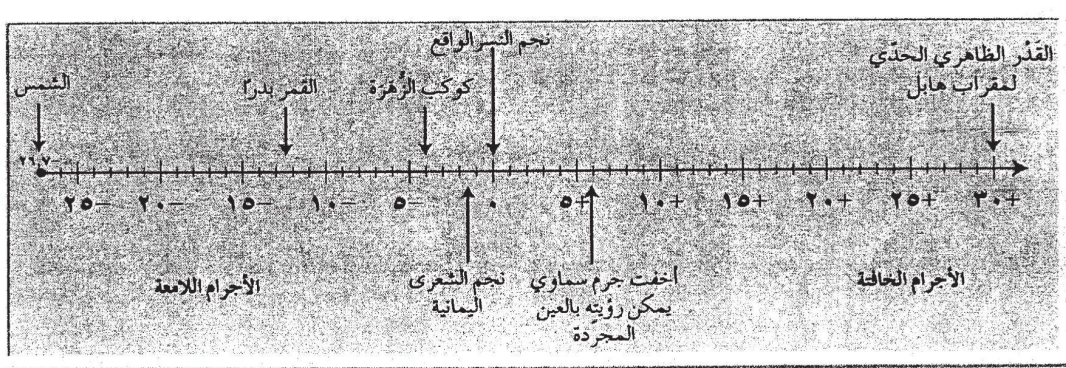 نجم النسر الواقع
القَدْر الظاهري الحدّي
لمقراب هابل
كوكب الزُّهَرَة
القمر بدرًا
الشمس
−٢٦.٧
−٢٥ −٢٠ −١٥ −١٠ −٥ ٠ +٥ +١٠ +١٥ +٢٠ +٢٥ +٣٠
الأجرام الخافتة
أخفت جرم سماوي
يمكن رؤيته بالعين
المجردة
نجم الشعرى
اليمانية
الأجرام اللامعة